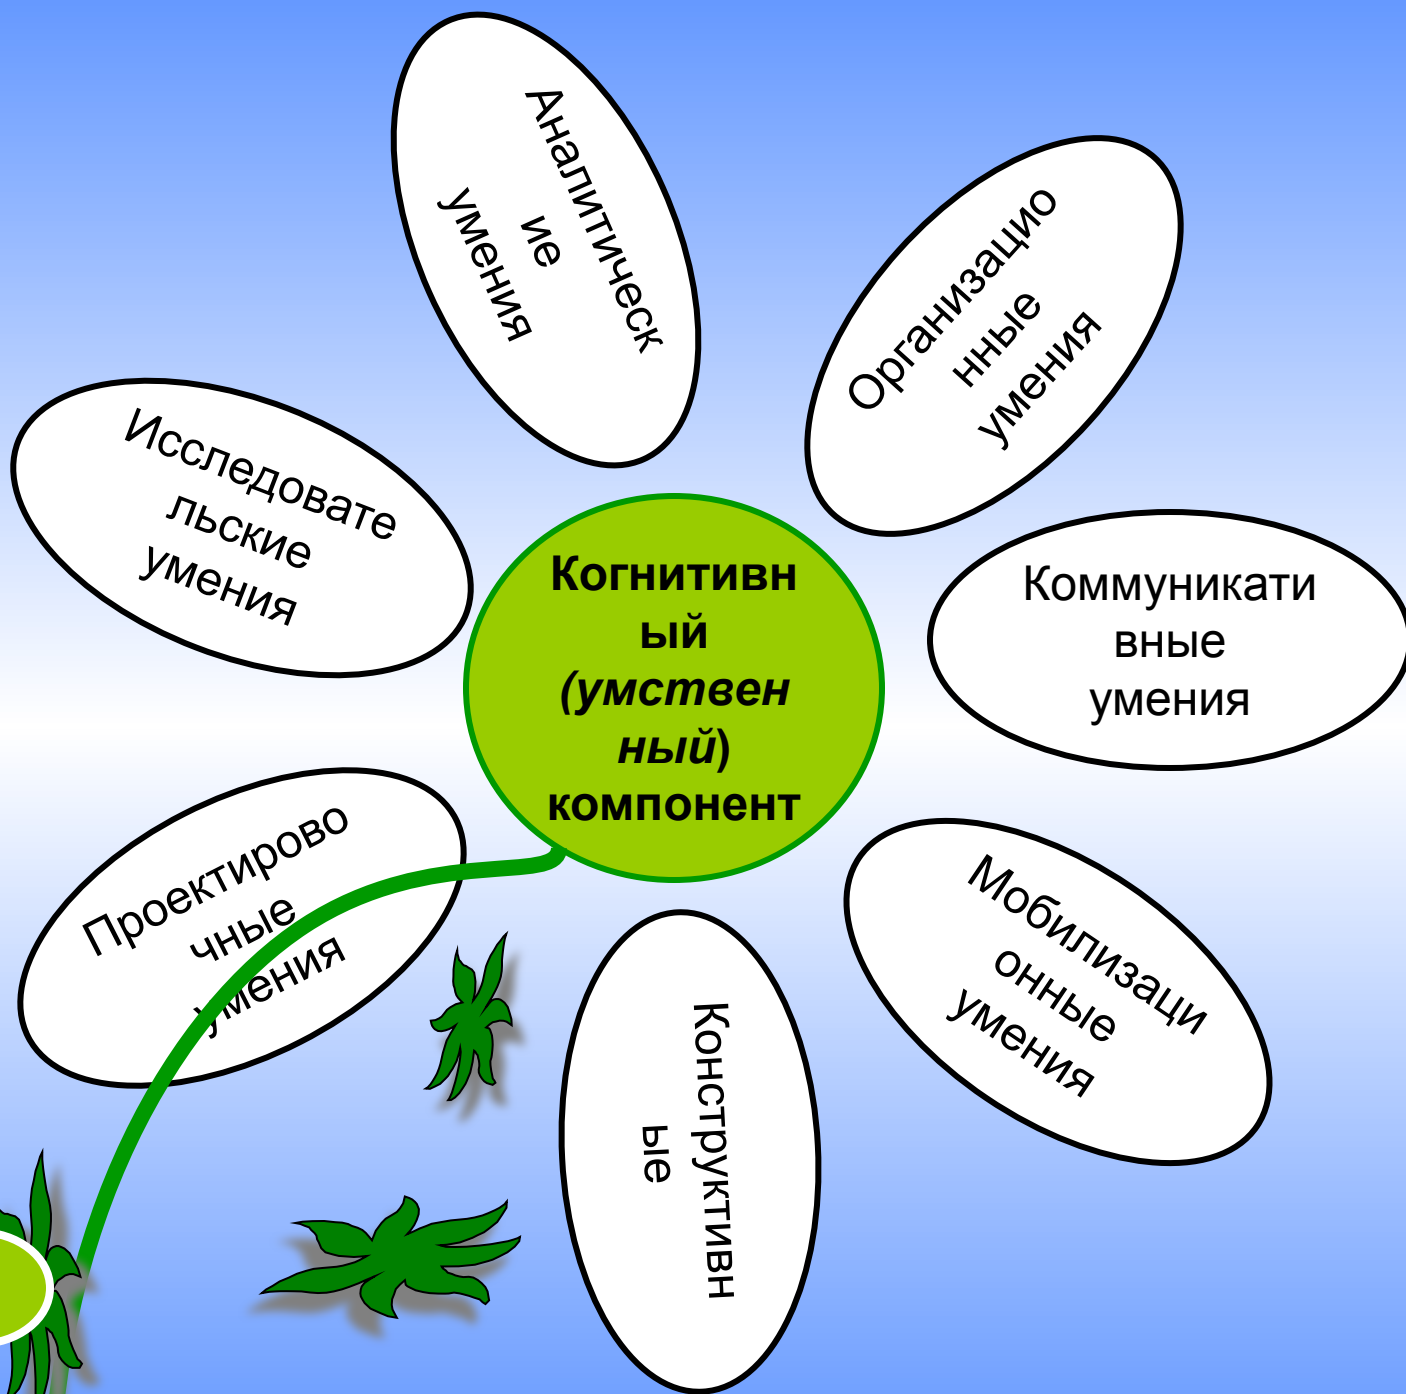 Аналитическ
ие
умения
Организацио
нные
умения
Исследовате
льские
умения
Когнитивн
ый
(умствен
ный)
компонент
Коммуникати
вные
умения
Проектирово
чные
умения
Мобилизаци
онные
умения
Конструктивн
ые